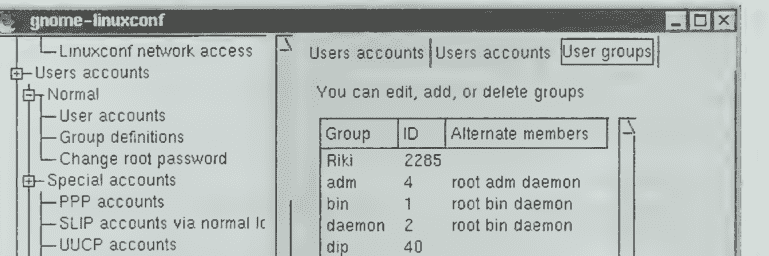 gnome-linuxconf
Linuxconf network access
Users accounts
Normal
User accounts
Group definitions
Change root password
Special accounts
PPP accounts
SLIP accounts via normal lo
UUCP accounts
Users accounts Users accounts User groups
You can edit, add, or delete groups
Group ID Alternate members
Riki 2285
adm 4 root adm daemon
bin 1 root bin daemon
daemon 2 root bin daemon
dip 40